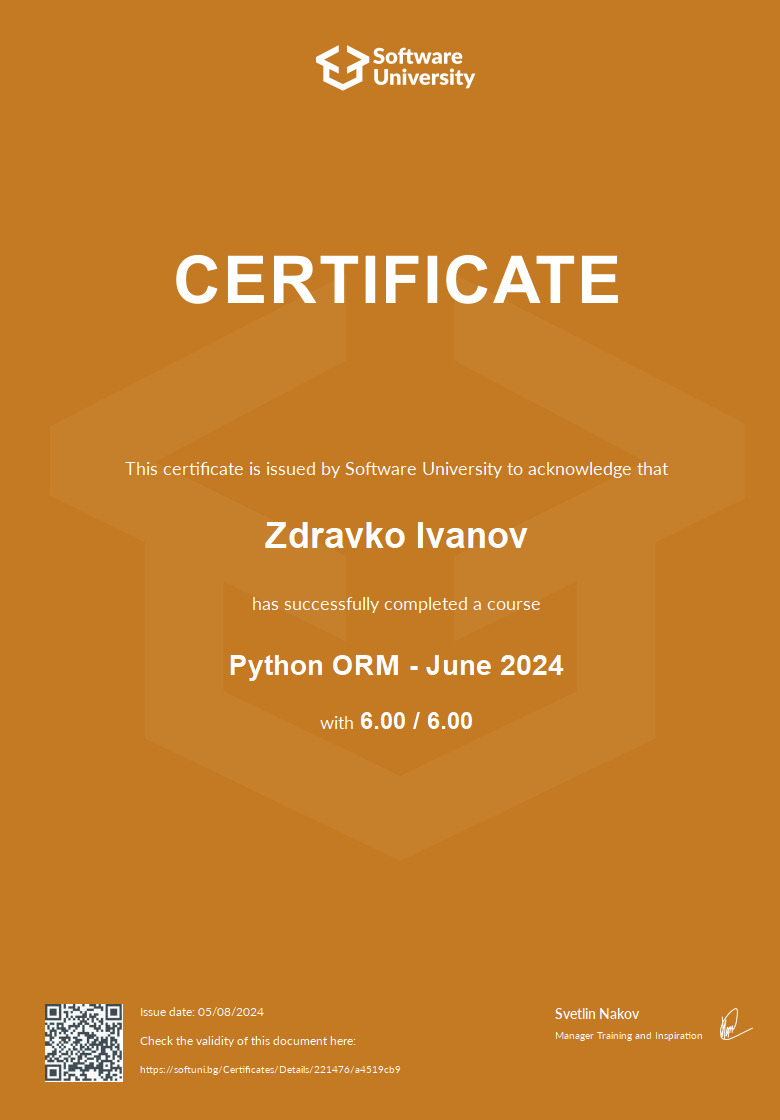 Software
University
CERTIFICATE
This certificate is issued by Software University to acknowledge that
Zdravko Ivanov
has successfully completed a course
Python ORM - June 2024
with 6.00 / 6.00
Issue date: 05/08/2024
Check the validity of this document here:
https://softuni.bg/Certificates/Details/221476/a4519cb9
Svetlin Nakov
Manager Training and Inspiration